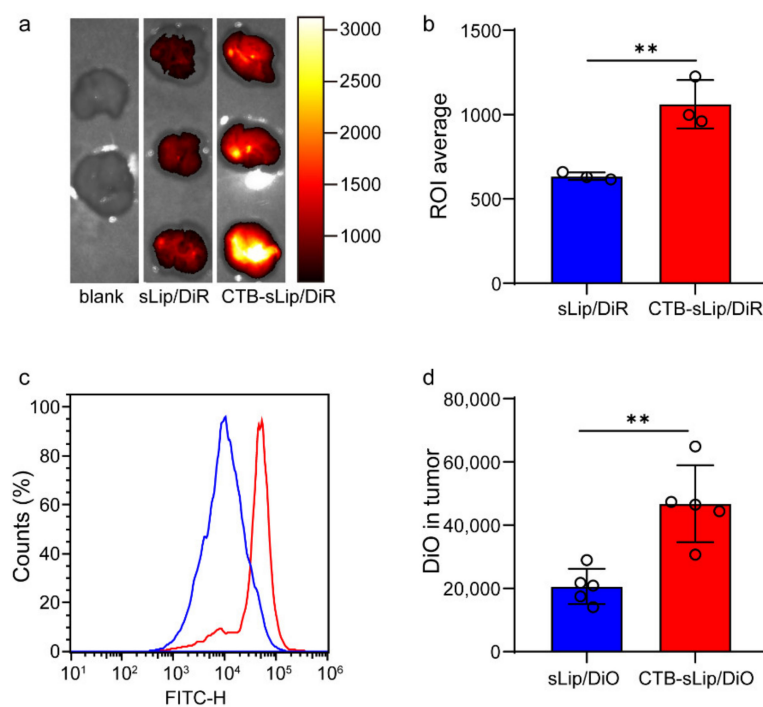 a
3000
2500
2000
1500
1000
blank
sLip/DiR
CTB-sLip/DiR
b
**
1500
1000
500
0
ROI average
sLip/DiR
CTB-sLip/DiR
c
100
80
60
40
20
0
Counts (%)
10¹
10²
10³
10⁴
10⁵
10⁶
FITC-H
d
**
80,000
60,000
40,000
20,000
0
DiO in tumor
sLip/DiO
CTB-sLip/DiO